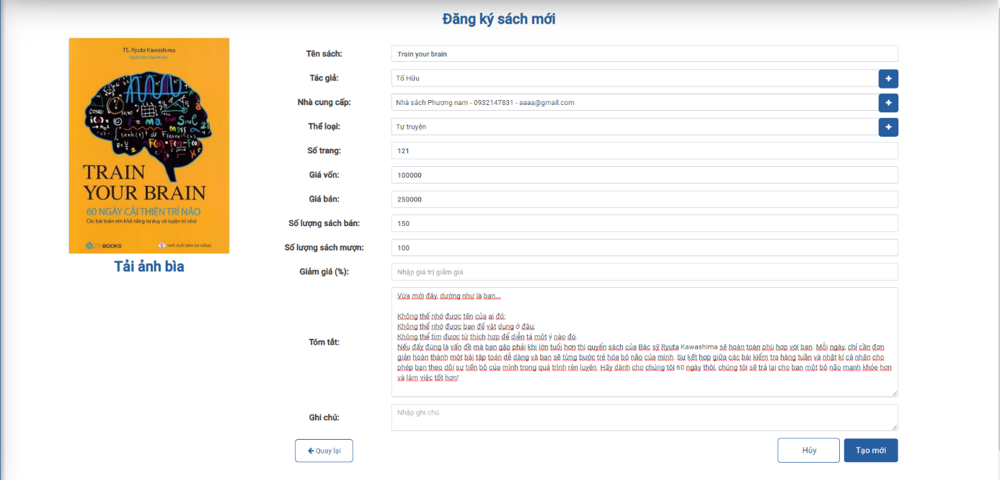 Đăng ký sách mới
TS. Ryuta Kawashima
TRAIN
YOUR BRAIN
60 NGÀY CẢI THIỆN TRÍ NÃO
Các bài toán rèn khả năng tư duy và luyện trí nhớ
ZENBOOKS
NHÀ XUẤT BẢN ĐÀ NẴNG
Tải ảnh bìa
Tên sách: Train your brain
Tác giả: Tố Hữu +
Nhà cung cấp: Nhà sách Phương nam - 0932147831 - aaaa@gmail.com +
Thể loại: Tự truyện +
Số trang: 121
Giá vốn: 100000
Giá bán: 250000
Số lượng sách bán: 150
Số lượng sách mượn: 100
Giảm giá (%): Nhập giá trị giảm giá
Tóm tắt:
Vừa mới đây, dường như là bạn...
Không thể nhớ được tên của ai đó;
Không thể nhớ được bạn để vật dụng ở đâu;
Không thể tìm được từ thích hợp để diễn tả một ý nào đó.
Nếu đấy đúng là vấn đề mà bạn gặp phải khi lớn tuổi hơn thì quyển sách của Bác sỹ Ryuta Kawashima sẽ hoàn toàn phù hợp với bạn. Mỗi ngày, chỉ cần đơn
giản hoàn thành một bài tập toán dễ dàng và bạn sẽ từng bước trẻ hóa bộ não của mình. Sự kết hợp giữa các bài kiểm tra hàng tuần và nhật kí cá nhân cho
phép bạn theo dõi sự tiến bộ của mình trong quá trình rèn luyện. Hãy dành cho chúng tôi 60 ngày thôi, chúng tôi sẽ trả lại cho bạn một bộ não mạnh khỏe hơn
và làm việc tốt hơn!
Ghi chú: Nhập ghi chú
Quay lại
Hủy
Tạo mới